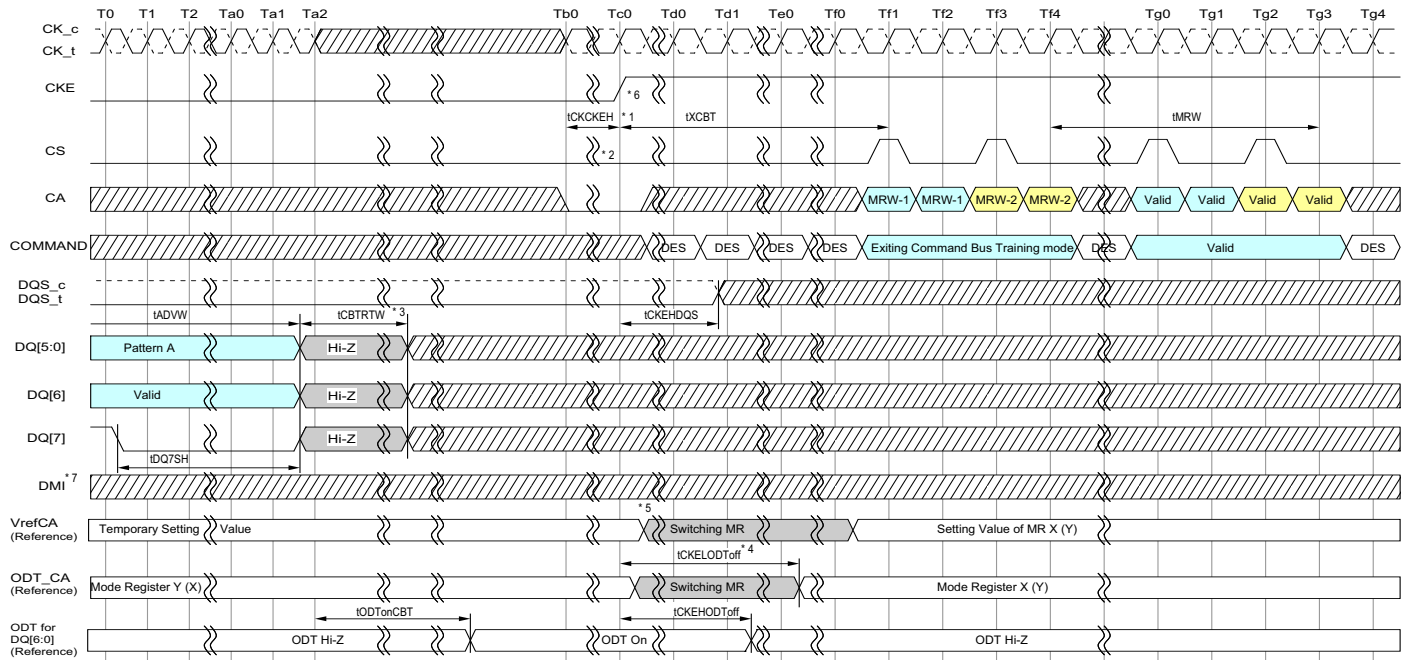 T0 T1 T2 Ta0 Ta1 Ta2 Tb0 Tc0 Td0 Td1 Te0 Tf0 Tf1 Tf2 Tf3 Tf4 Tg0 Tg1 Tg2 Tg3 Tg4
CK_c
CK_t
CKE
* 6
tCKCKEH * 1 tXCBT tMRW
CS
* 2
CA MRW-1 MRW-1 MRW-2 MRW-2 Valid Valid Valid Valid
COMMAND DES DES DES DES Exiting Command Bus Training mode DES Valid DES
DQS_c
DQS_t
tADVW tCBTRTW * 3 tCKEHDQS
DQ[5:0] Pattern A Hi-Z
DQ[6] Valid Hi-Z
DQ[7] Hi-Z
tDQ7SH
DMI * 7
* 5
VrefCA
(Reference)
Temporary Setting Value Switching MR Setting Value of MR X (Y)
tCKELODToff * 4
ODT_CA
(Reference)
Mode Register Y (X) Switching MR Mode Register X (Y)
tODTonCBT tCKEHODToff
ODT for
DQ[6:0]
(Reference)
ODT Hi-Z ODT On ODT Hi-Z